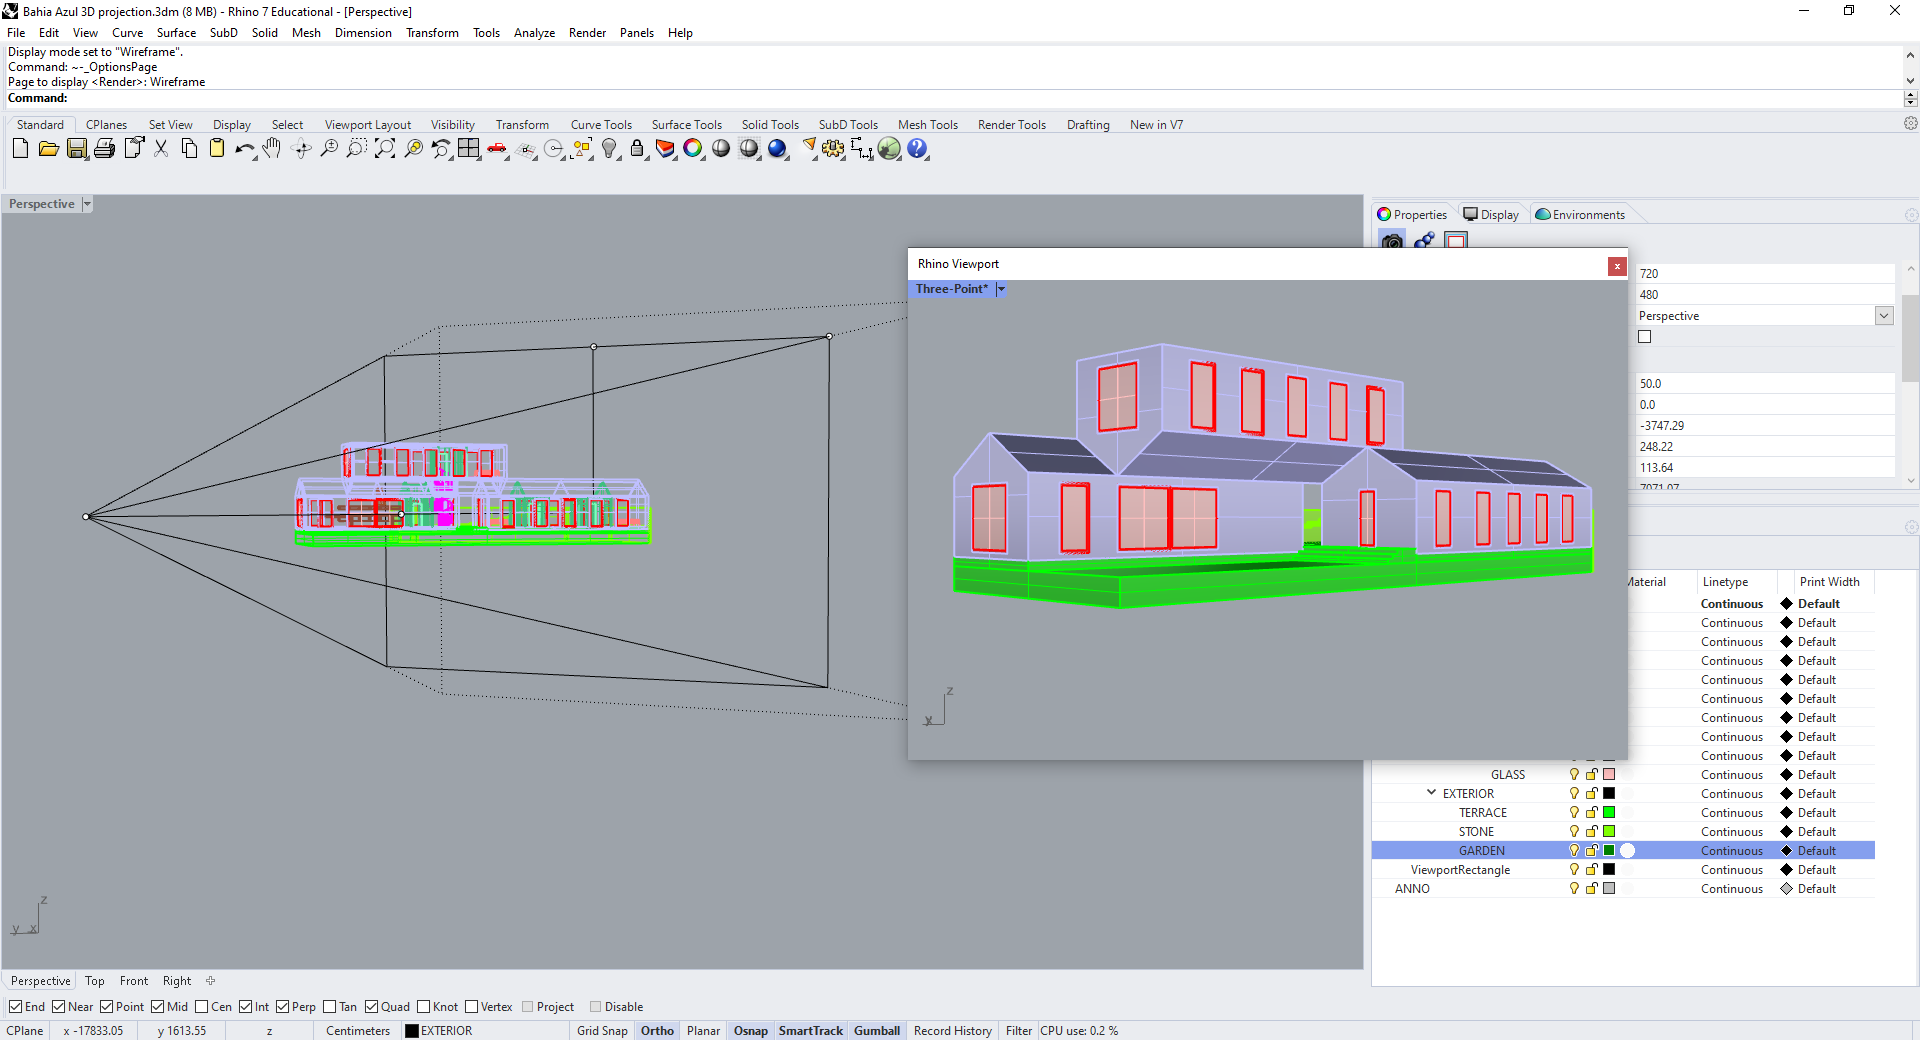 Bahia Azul 3D projection.3dm (8 MB) - Rhino 7 Educational - [Perspective]
File Edit View Curve Surface SubD Solid Mesh Dimension Transform Tools Analyze Render Panels Help
Display mode set to "Wireframe".
Command: ~-_OptionsPage
Page to display <Render>: Wireframe
Command:
Standard CPlanes Set View Display Select Viewport Layout Visibility Transform Curve Tools Surface Tools Solid Tools SubD Tools Mesh Tools Render Tools Drafting New in V7
Perspective
Properties Display Environments
Rhino Viewport
Three-Point*
720
480
Perspective
50.0
0.0
-3747.29
248.22
113.64
7071.07
z
y
Material Linetype Print Width
Continuous Default
Continuous Default
Continuous Default
Continuous Default
Continuous Default
Continuous Default
Continuous Default
Continuous Default
Continuous Default
GLASS Continuous Default
EXTERIOR Continuous Default
TERRACE Continuous Default
STONE Continuous Default
GARDEN Continuous Default
ViewportRectangle Continuous Default
ANNO Continuous Default
z
y x
Perspective Top Front Right
End Near Point Mid Cen Int Perp Tan Quad Knot Vertex Project Disable
CPlane x -17833.05 y 1613.55 z Centimeters EXTERIOR Grid Snap Ortho Planar Osnap SmartTrack Gumball Record History Filter CPU use: 0.2 %